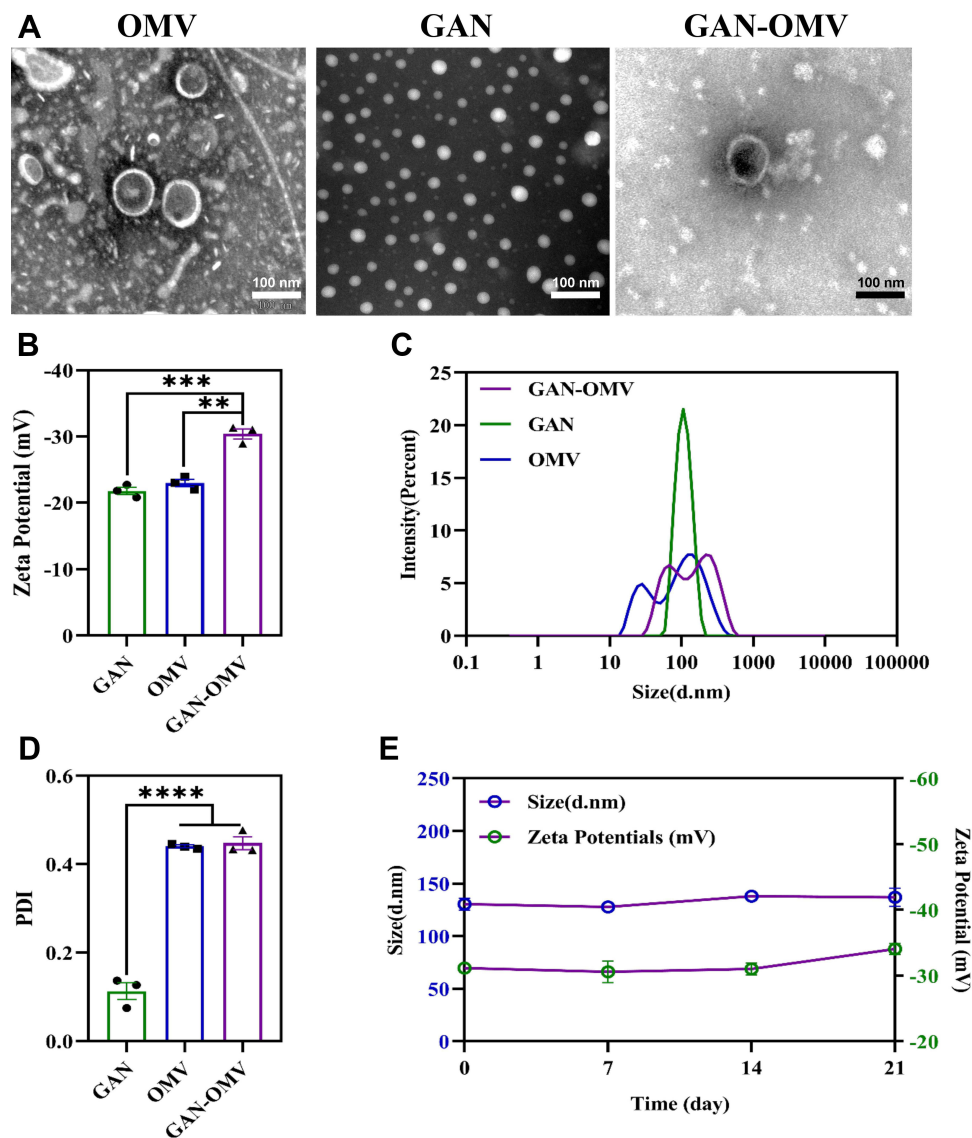 A
OMV
GAN
GAN-OMV
100 nm
100 nm
100 nm
100 nm
B
Zeta Potential (mV)
-40
-30
-20
-10
0
***
**
GAN
OMV
GAN-OMV
C
Intensity(Percent)
25
20
15
10
5
0
GAN-OMV
GAN
OMV
0.1
1
10
100
1000
10000
100000
Size(d.nm)
D
PDI
0.6
0.4
0.2
0.0
****
GAN
OMV
GAN-OMV
E
Size(d.nm)
250
200
150
100
50
0
Size(d.nm)
Zeta Potentials (mV)
-60
-50
-40
-30
-20
Zeta Potential (mV)
0
7
14
21
Time (day)